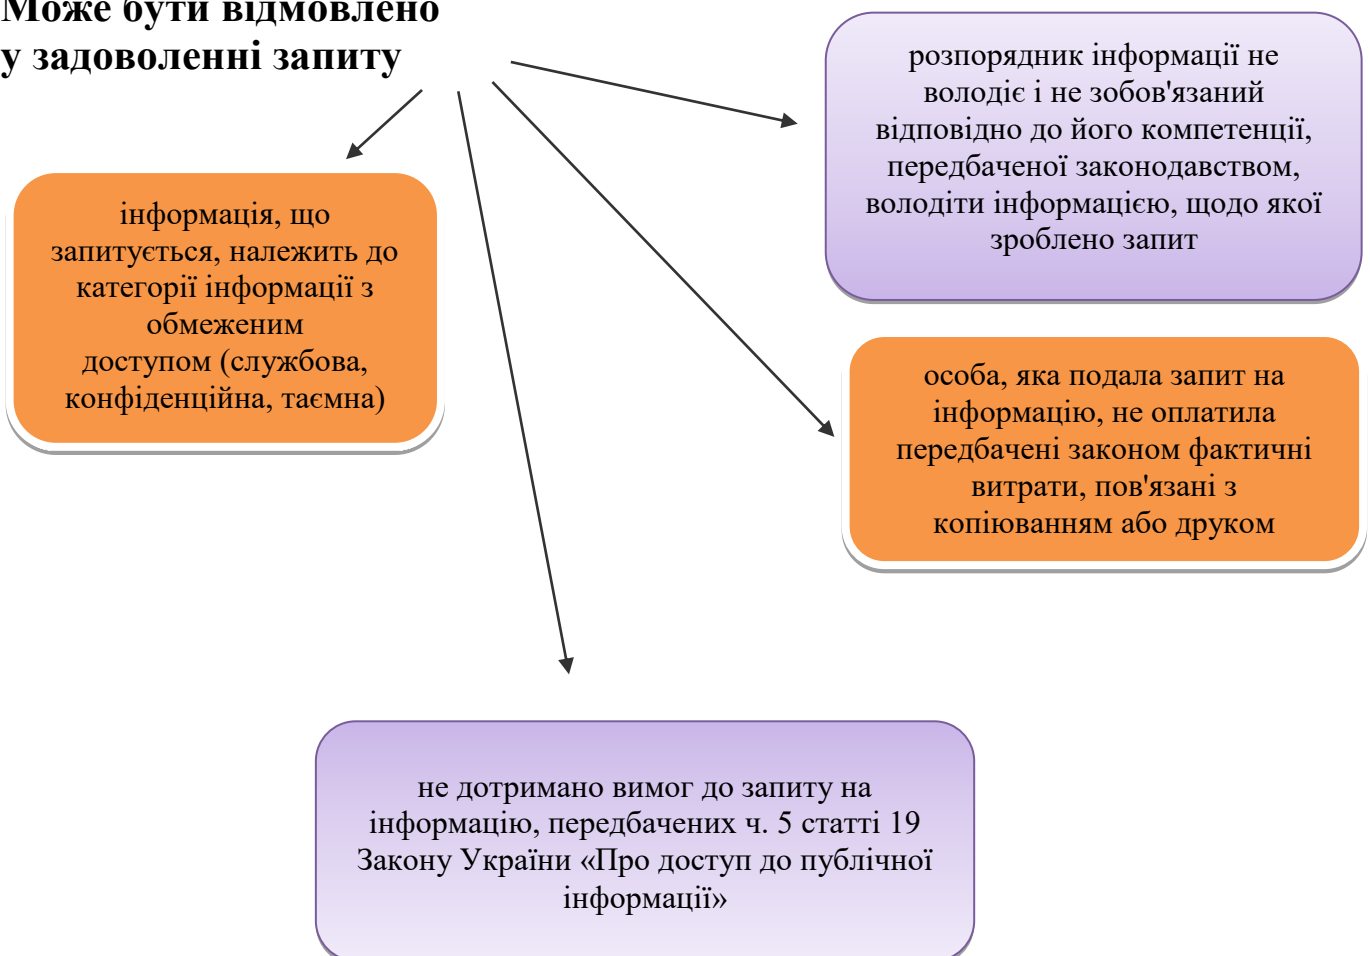 Може бути відмовлено
у задоволенні запиту
розпорядник інформації не
володіє і не зобов'язаний
відповідно до його компетенції,
передбаченої законодавством,
володіти інформацією, щодо якої
зроблено запит
інформація, що
запитується, належить до
категорії інформації з
обмеженим
доступом (службова,
конфіденційна, таємна)
особа, яка подала запит на
інформацію, не оплатила
передбачені законом фактичні
витрати, пов'язані з
копіюванням або друком
не дотримано вимог до запиту на
інформацію, передбачених ч. 5 статті 19
Закону України «Про доступ до публічної
інформації»